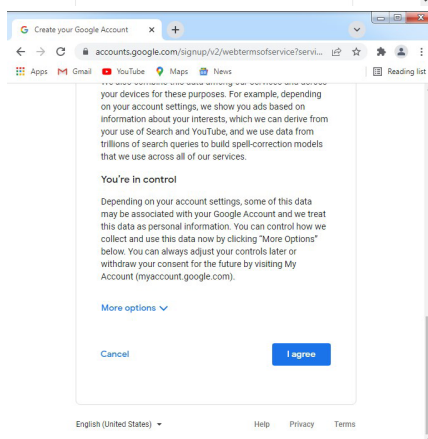 Create your Google Account
accounts.google.com/signup/v2/webtermsofservice?servi...
Apps Gmail YouTube Maps News Reading list
your devices for these purposes. For example, depending
on your account settings, we show you ads based on
information about your interests, which we can derive from
your use of Search and YouTube, and we use data from
trillions of search queries to build spell-correction models
that we use across all of our services.
You're in control
Depending on your account settings, some of this data
may be associated with your Google Account and we treat
this data as personal information. You can control how we
collect and use this data now by clicking “More Options”
below. You can always adjust your controls later or
withdraw your consent for the future by visiting My
Account (myaccount.google.com).
More options
Cancel I agree
English (United States) Help Privacy Terms